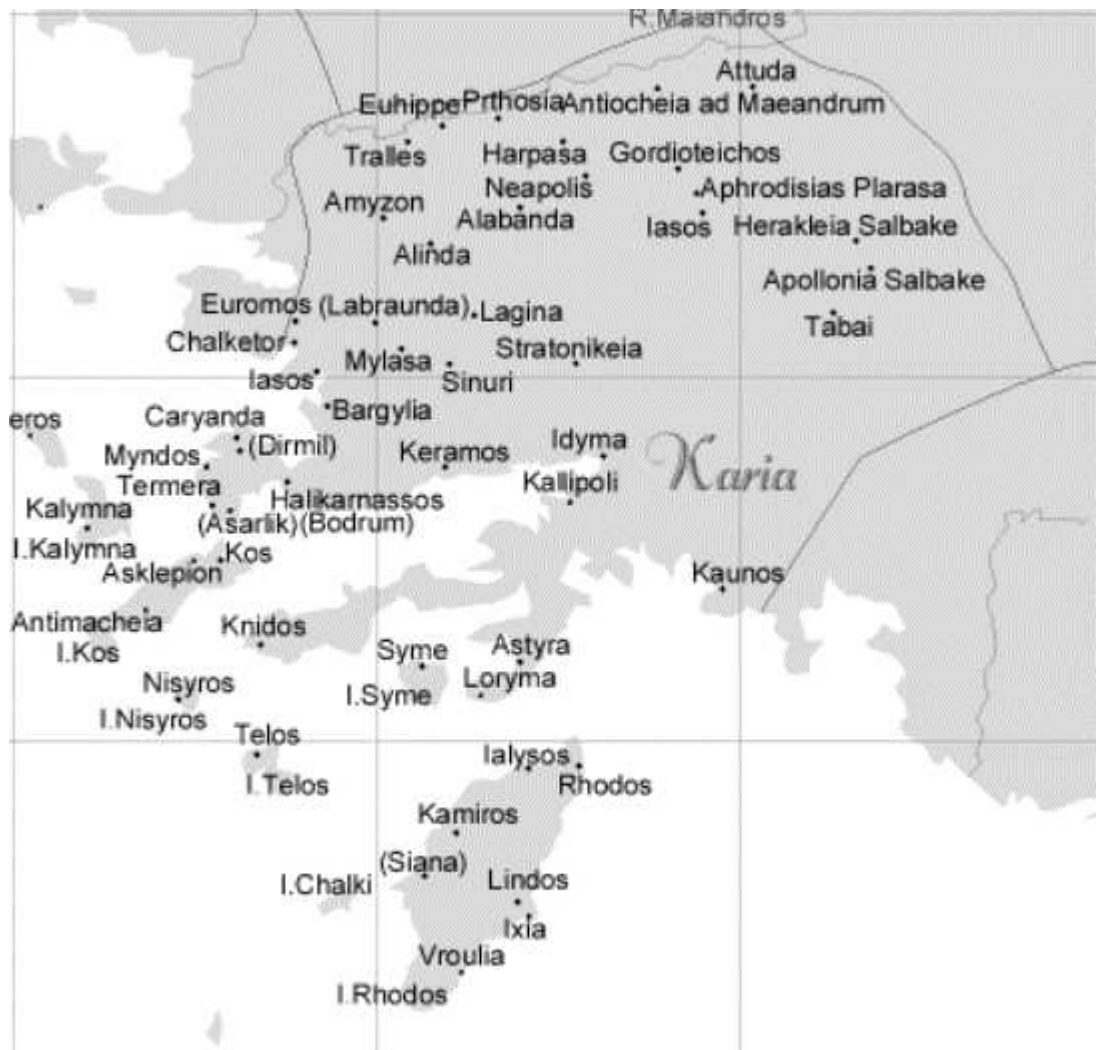 R.Maiandros
Attuda
Euhippe Prthosia Antiocheia ad Maeandrum
Tralles Harpasa Gordioteichos
Neapolis Aphrodisias Plarasa
Amyzon Alabanda Iasos Herakleia Salbake
Alinda
Apollonia Salbake
Euromos (Labraunda) Lagina Tabai
Chalketor Mylasa Stratonikeia
Iasos Sinuri
Bargylia
Caryanda
(Dirmil) Keramos Idyma
Myndos Karia
Termera Halikarnassos Kallipoli
Kalymna (Asarlik) (Bodrum)
I.Kalymna Kos
Asklepion Kaunos
Antimacheia Knidos
I.Kos Syme Astyra
Nisyros I.Syme Loryma
I.Nisyros
Telos Ialysos
I.Telos Rhodos
Kamiros
(Siana)
I.Chalki Lindos
Ixia
Vroulia
I.Rhodos